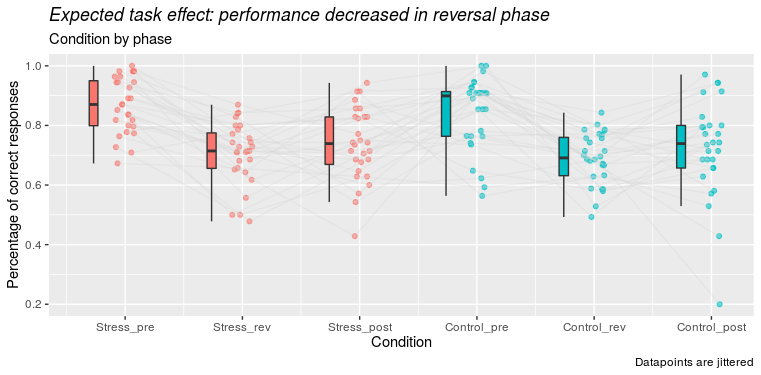 Expected task effect: performance decreased in reversal phase
Condition by phase
Percentage of correct responses
1.0
0.8
0.6
0.4
0.2
Stress_pre Stress_rev Stress_post Control_pre Control_rev Control_post
Condition
Datapoints are jittered